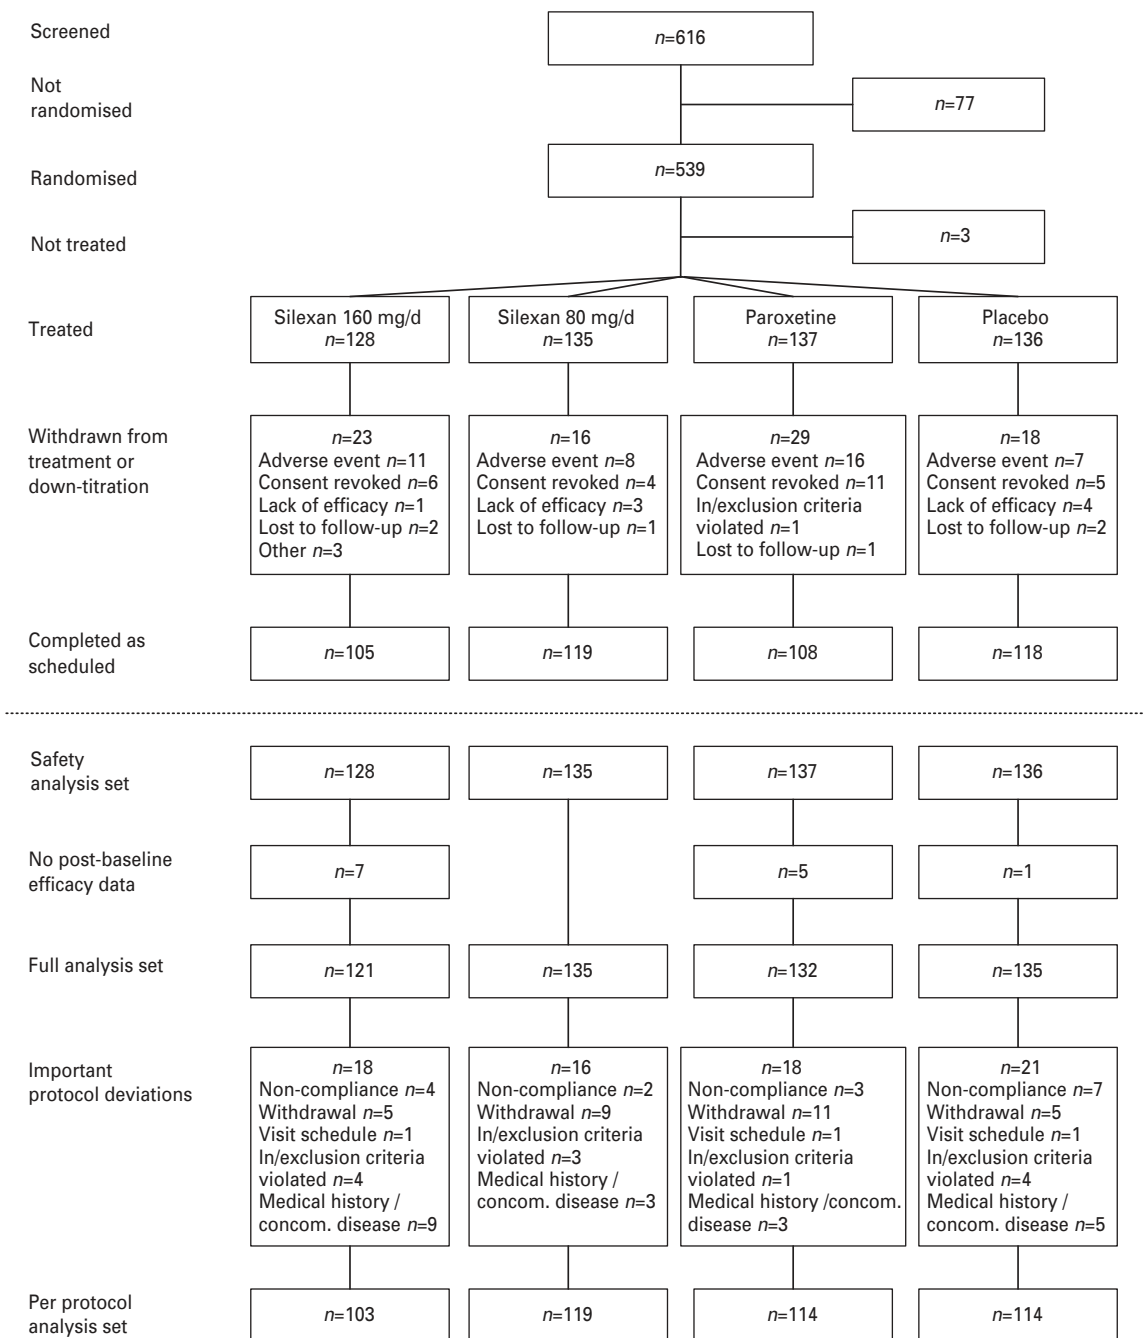 Screened
n=616
Not
randomised
n=77
Randomised
n=539
Not treated
n=3
Treated
Silexan 160 mg/d
n=128
Silexan 80 mg/d
n=135
Paroxetine
n=137
Placebo
n=136
Withdrawn from
treatment or
down-titration
n=23
Adverse event n=11
Consent revoked n=6
Lack of efficacy n=1
Lost to follow-up n=2
Other n=3
n=16
Adverse event n=8
Consent revoked n=4
Lack of efficacy n=3
Lost to follow-up n=1
n=29
Adverse event n=16
Consent revoked n=11
In/exclusion criteria
violated n=1
Lost to follow-up n=1
n=18
Adverse event n=7
Consent revoked n=5
Lack of efficacy n=4
Lost to follow-up n=2
Completed as
scheduled
n=105
n=119
n=108
n=118
Safety
analysis set
n=128
n=135
n=137
n=136
No post-baseline
efficacy data
n=7
n=5
n=1
Full analysis set
n=121
n=135
n=132
n=135
Important
protocol deviations
n=18
Non-compliance n=4
Withdrawal n=5
Visit schedule n=1
In/exclusion criteria
violated n=4
Medical history /
concom. disease n=9
n=16
Non-compliance n=2
Withdrawal n=9
In/exclusion criteria
violated n=3
Medical history /
concom. disease n=3
n=18
Non-compliance n=3
Withdrawal n=11
Visit schedule n=1
In/exclusion criteria
violated n=1
Medical history /concom.
disease n=3
n=21
Non-compliance n=7
Withdrawal n=5
Visit schedule n=1
In/exclusion criteria
violated n=4
Medical history /
concom. disease n=5
Per protocol
analysis set
n=103
n=119
n=114
n=114